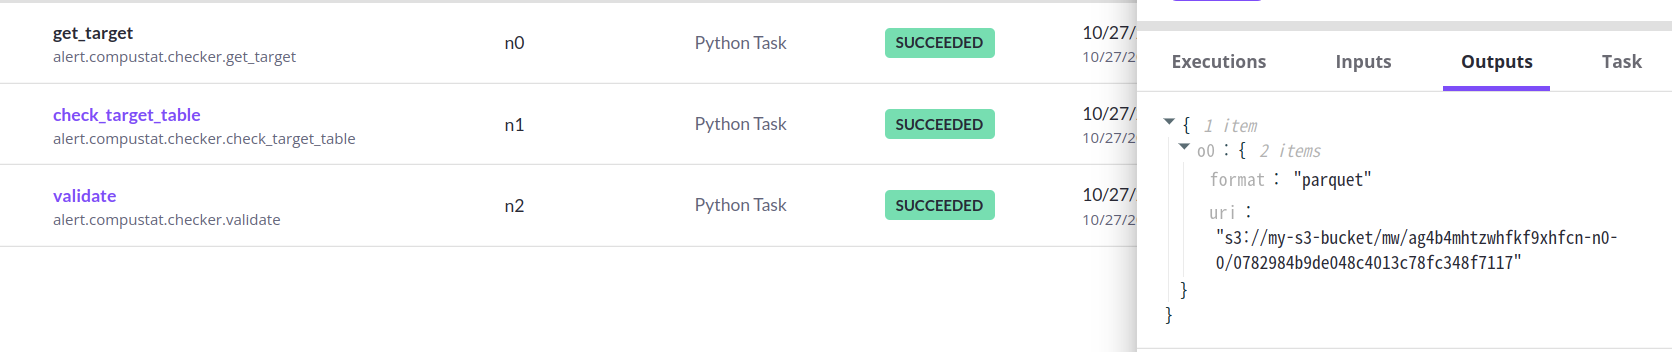 get_target
alert.compustat.checker.get_target
n0
Python Task
SUCCEEDED
10/27/
10/27/2
check_target_table
alert.compustat.checker.check_target_table
n1
Python Task
SUCCEEDED
10/27/
10/27/2
validate
alert.compustat.checker.validate
n2
Python Task
SUCCEEDED
10/27/
10/27/2
Executions Inputs Outputs Task
{ 1 item
o0 : { 2 items
format : "parquet"
uri :
"s3://my-s3-bucket/mw/ag4b4mhtzwhfkf9xhfcn-n0-
0/0782984b9de048c4013c78fc348f7117"
}
}